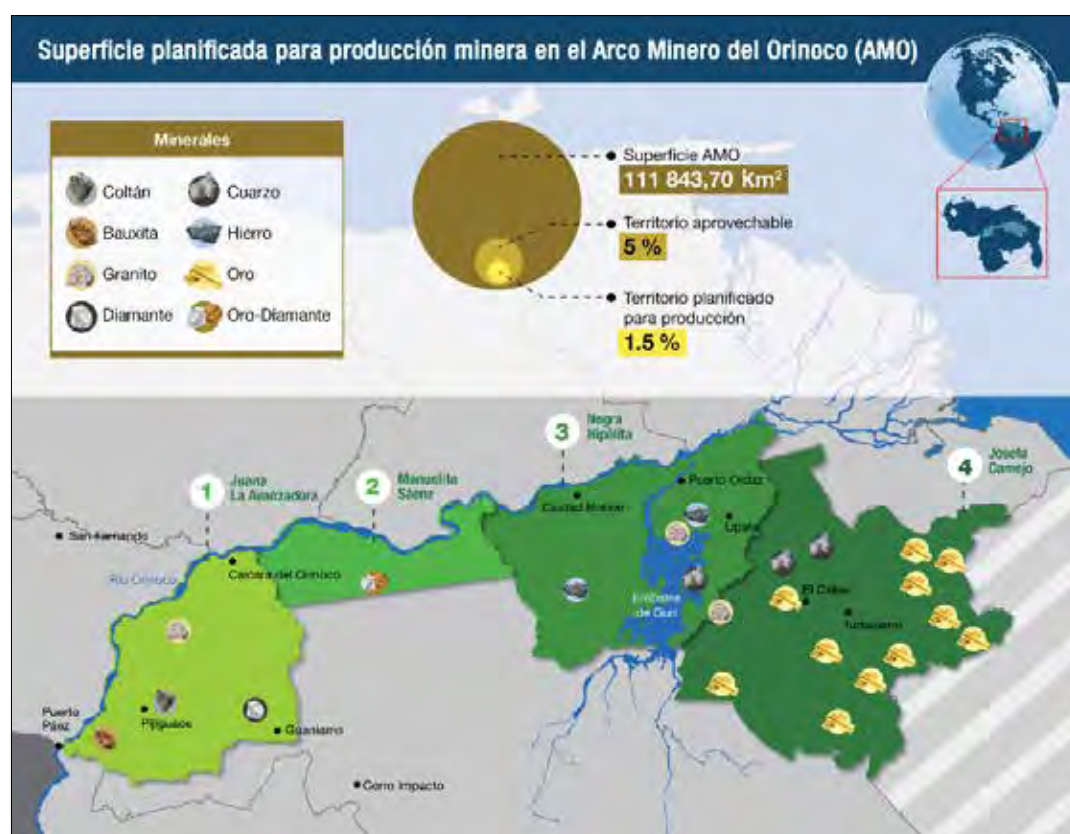 Superficie planificada para producción minera en el Arco Minero del Orinoco (AMO)
Minerales
Coltán
Cuarzo
Bauxita
Hierro
Granito
Oro
Diamante
Oro-Diamante
Superficie AMO
111 843,70 Km²
Territorio aprovechable
5 %
Territorio planificado
para producción
1.5 %
1
Juana
La Avanzadora
2
Manuelita
Sáenz
3
Negra
Hipólita
4
Josefa
Camejo
San Fernando
Río Orinoco
Caicara del Orinoco
Ciudad Bolívar
Puerto Ordaz
Upata
Embalse
de Guri
El Callao
Tumeremo
Puerto
Páez
Pijiguaos
Guaniamo
Cerro Impacto